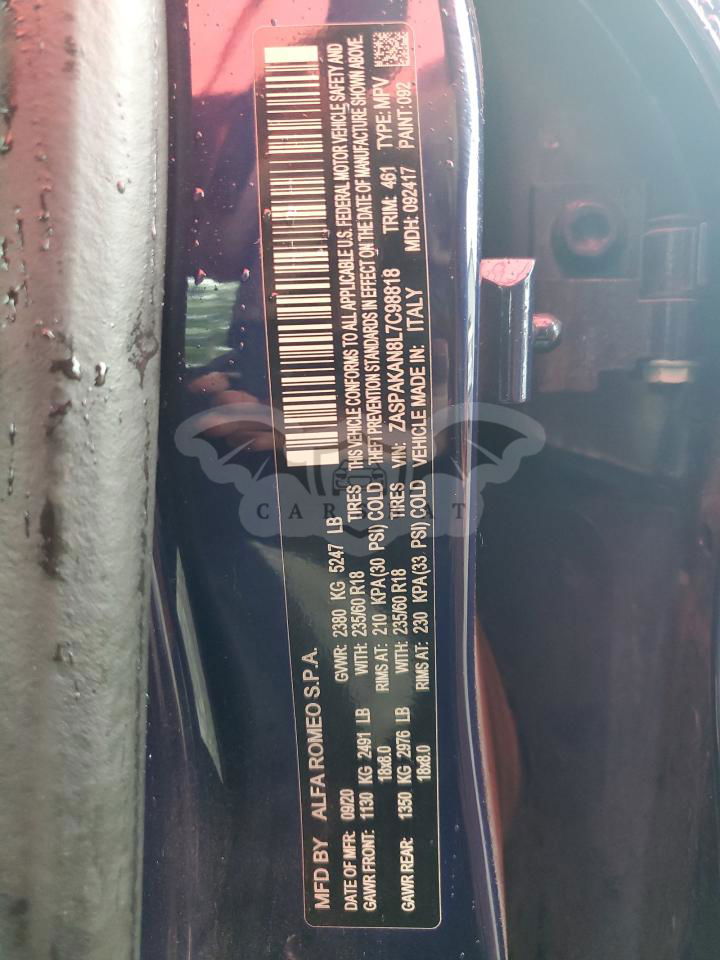 MFD BY ALFA ROMEO S.P.A.
DATE OF MFR: 09/20 GVWR: 2380 KG 5247 LB
GAWR FRONT: 1130 KG 2491 LB WITH: 235/60 R18 TIRES
18x8.0 RIMS AT: 210 KPA(30 PSI) COLD
GAWR REAR: 1350 KG 2976 LB WITH: 235/60 R18 TIRES
18x8.0 RIMS AT: 230 KPA(33 PSI) COLD
THIS VEHICLE CONFORMS TO ALL APPLICABLE U.S. FEDERAL MOTOR VEHICLE SAFETY AND
THEFT PREVENTION STANDARDS IN EFFECT ON THE DATE OF MANUFACTURE SHOWN ABOVE.
VIN: ZASPAKAN8L7C98818 TRIM: 461 TYPE: MPV
VEHICLE MADE IN: ITALY MDH: 092417 PAINT: 092